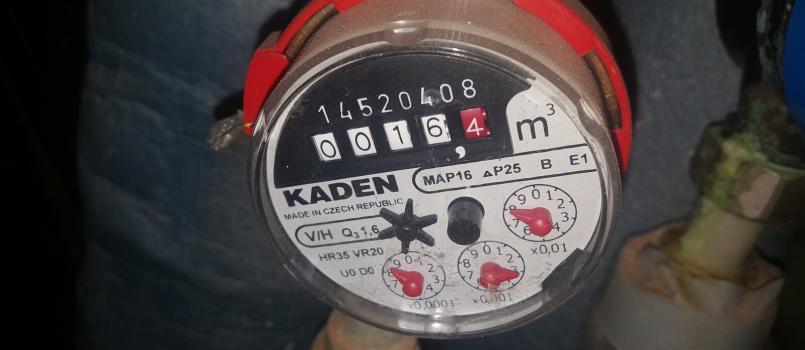 14520408
0016,4 m³
KADEN
MAP16 ΔP25 B E1
MADE IN CZECH REPUBLIC
V/H Q3 1,6
HR35 VR20
U0 D0
x0,01
x0,001
x0,0001